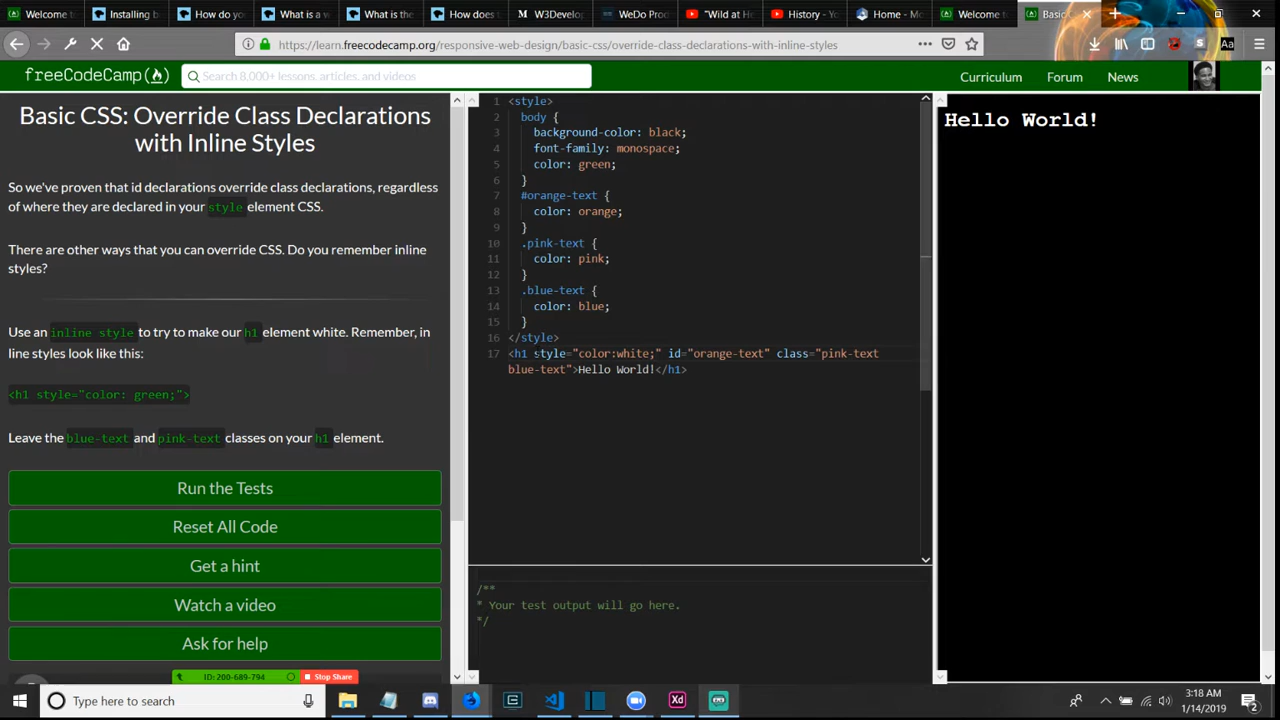 Welcome to
Installing b
How do yo
What is a v
What is the
How does
W3Develop
WeDo Prod
"Wild at He
History - Yo
Home - Mo
Welcome to
Basic CS
https://learn.freecodecamp.org/responsive-web-design/basic-css/override-class-declarations-with-inline-styles
freeCodeCamp
Search 8,000+ lessons, articles, and videos
Curriculum
Forum
News
Basic CSS: Override Class Declarations
with Inline Styles
So we've proven that id declarations override class declarations, regardless
of where they are declared in your style element CSS.
There are other ways that you can override CSS. Do you remember inline
styles?
Use an inline style to try to make our h1 element white. Remember, in
line styles look like this:
<h1 style="color: green;">
Leave the blue-text and pink-text classes on your h1 element.
Run the Tests
Reset All Code
Get a hint
Watch a video
Ask for help
ID: 200-689-794
Stop Share
1 <style>
2 body {
3 background-color: black;
4 font-family: monospace;
5 color: green;
6 }
7 #orange-text {
8 color: orange;
9 }
10 .pink-text {
11 color: pink;
12 }
13 .blue-text {
14 color: blue;
15 }
16 </style>
17 <h1 style="color:white;" id="orange-text" class="pink-text
blue-text">Hello World!</h1>
/**
* Your test output will go here.
*/
Hello World!
Type here to search
Xd
3:18 AM
1/14/2019
2